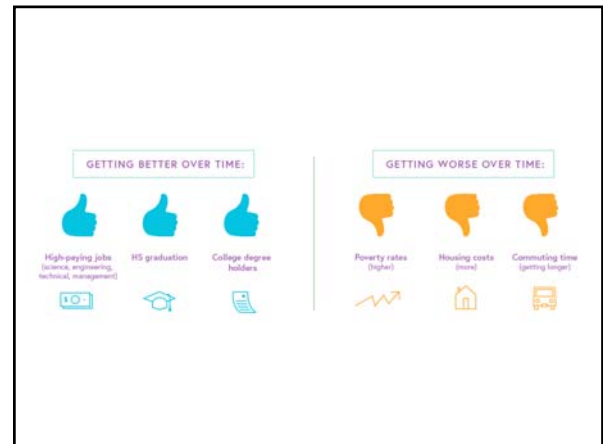 GETTING BETTER OVER TIME:
High-paying jobs
(science, engineering,
technical, management)
HS graduation
College degree
holders
GETTING WORSE OVER TIME:
Poverty rates
(higher)
Housing costs
(more)
Commuting time
(getting longer)